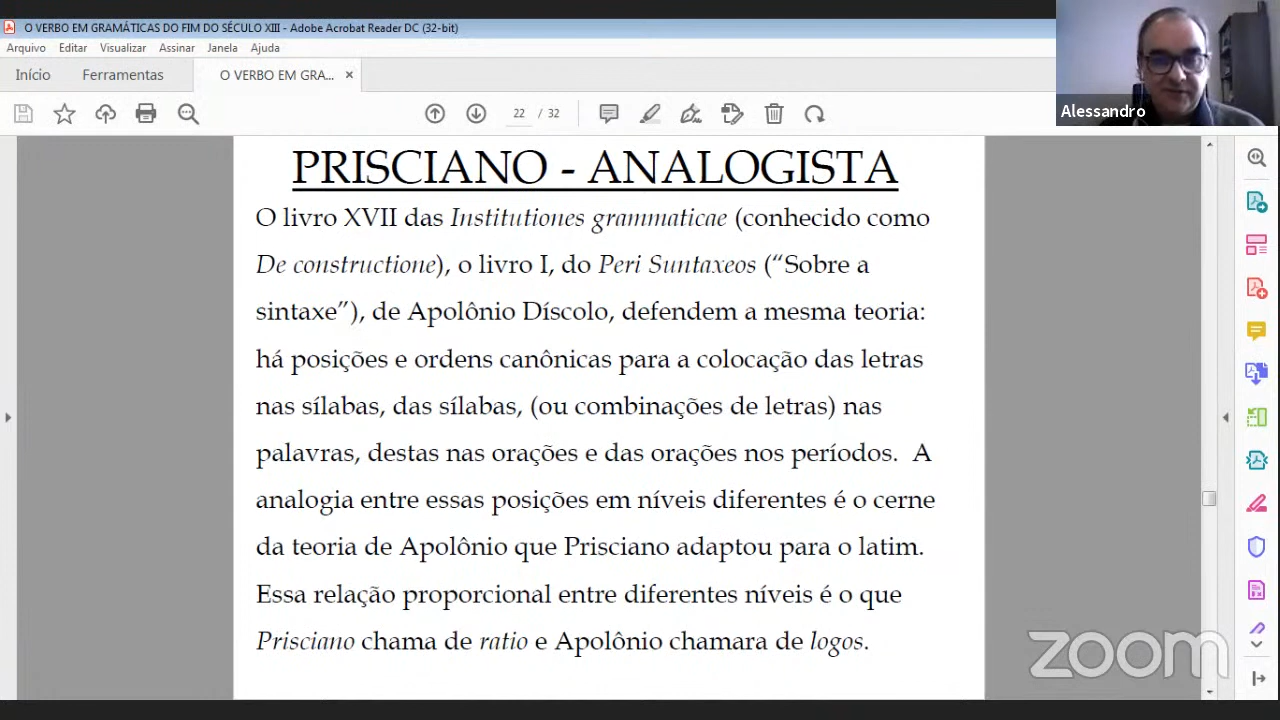 O VERBO EM GRAMÁTICAS DO FIM DO SÉCULO XIII - Adobe Acrobat Reader DC (32-bit)
Arquivo Editar Visualizar Assinar Janela Ajuda
Início Ferramentas O VERBO EM GRA... ×
22 / 32
Alessandro
PRISCIANO - ANALOGISTA
O livro XVII das Institutiones grammaticae (conhecido como
De constructione), o livro I, do Peri Suntaxeos (“Sobre a
sintaxe”), de Apolônio Díscolo, defendem a mesma teoria:
há posições e ordens canônicas para a colocação das letras
nas sílabas, das sílabas, (ou combinações de letras) nas
palavras, destas nas orações e das orações nos períodos. A
analogia entre essas posições em níveis diferentes é o cerne
da teoria de Apolônio que Prisciano adaptou para o latim.
Essa relação proporcional entre diferentes níveis é o que
Prisciano chama de ratio e Apolônio chamara de logos.
zoom